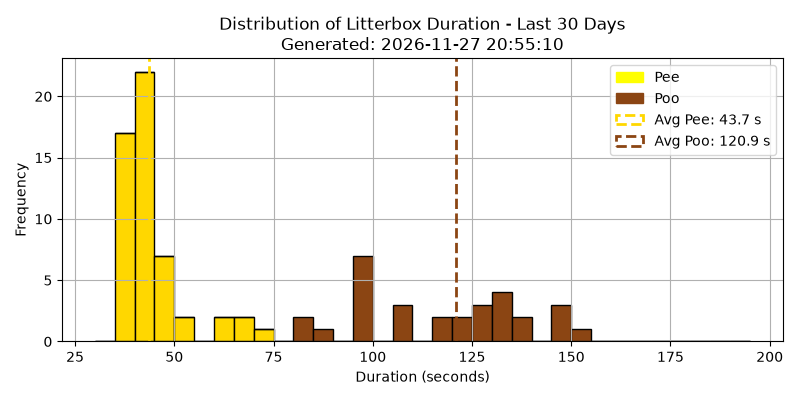 Distribution of Litterbox Duration - Last 30 Days
Generated: 2026-11-27 20:55:10
Pee
Poo
Avg Pee: 43.7 s
Avg Poo: 120.9 s
Frequency
20
15
10
5
0
25 50 75 100 125 150 175 200
Duration (seconds)